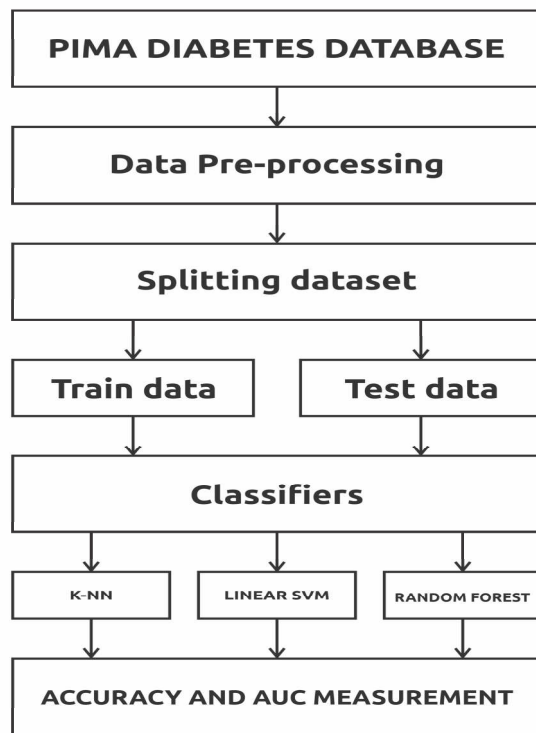 PIMA DIABETES DATABASE
Data Pre-processing
Splitting dataset
Train data
Test data
Classifiers
K-NN
LINEAR SVM
RANDOM FOREST
ACCURACY AND AUC MEASUREMENT